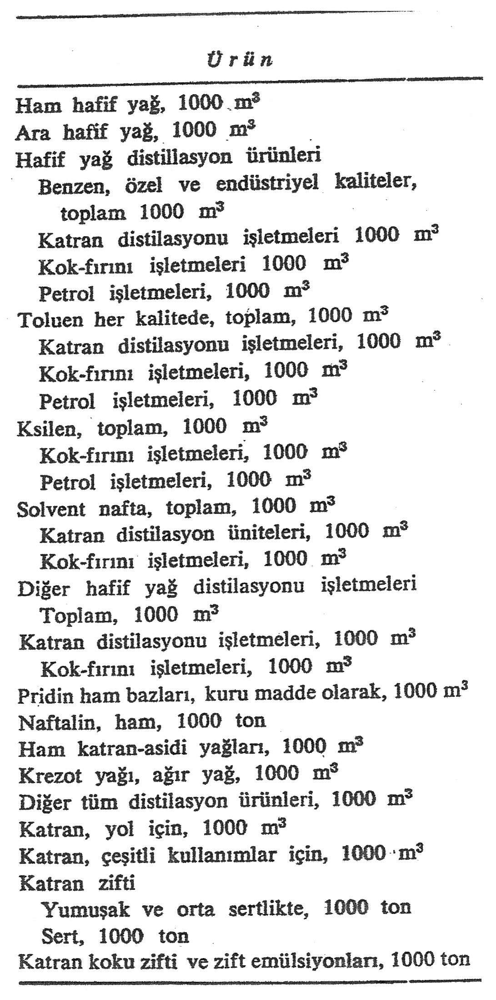 Ürün
Ham hafif yağ, 1000 m³
Ara hafif yağ, 1000 m³
Hafif yağ distillasyon ürünleri
Benzen, özel ve endüstriyel kaliteler,
toplam 1000 m³
Katran distilasyonu işletmeleri 1000 m³
Kok-fırını işletmeleri 1000 m³
Petrol işletmeleri, 1000 m³
Toluen her kalitede, toplam, 1000 m³
Katran distilasyonu işletmeleri, 1000 m³
Kok-fırını işletmeleri, 1000 m³
Petrol işletmeleri, 1000 m³
Ksilen, toplam, 1000 m³
Kok-fırını işletmeleri, 1000 m³
Petrol işletmeleri, 1000 m³
Solvent nafta, toplam, 1000 m³
Katran distilasyon üniteleri, 1000 m³
Kok-fırını işletmeleri, 1000 m³
Diğer hafif yağ distilasyonu işletmeleri
Toplam, 1000 m³
Katran distilasyonu işletmeleri, 1000 m³
Kok-fırını işletmeleri, 1000 m³
Pridin ham bazları, kuru madde olarak, 1000 m³
Naftalin, ham, 1000 ton
Ham katran-asidi yağları, 1000 m³
Krezot yağı, ağır yağ, 1000 m³
Diğer tüm distilasyon ürünleri, 1000 m³
Katran, yol için, 1000 m³
Katran, çeşitli kullanımlar için, 1000 m³
Katran zifti
Yumuşak ve orta sertlikte, 1000 ton
Sert, 1000 ton
Katran koku zifti ve zift emülsiyonları, 1000 ton